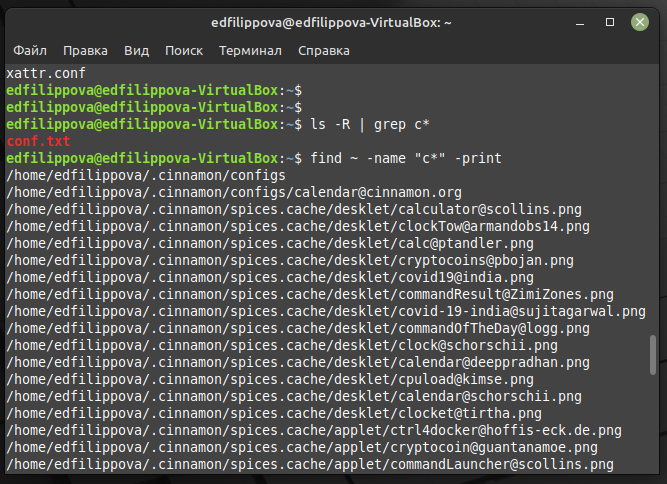 edfilippova@edfilippova-VirtualBox: ~
Файл Правка Вид Поиск Терминал Справка
xattr.conf
edfilippova@edfilippova-VirtualBox:~$
edfilippova@edfilippova-VirtualBox:~$
edfilippova@edfilippova-VirtualBox:~$ ls -R | grep c*
conf.txt
edfilippova@edfilippova-VirtualBox:~$ find ~ -name "c*" -print
/home/edfilippova/.cinnamon/configs
/home/edfilippova/.cinnamon/configs/calendar@cinnamon.org
/home/edfilippova/.cinnamon/spices.cache/desklet/calculator@scollins.png
/home/edfilippova/.cinnamon/spices.cache/desklet/clockTow@armandobs14.png
/home/edfilippova/.cinnamon/spices.cache/desklet/calc@ptandler.png
/home/edfilippova/.cinnamon/spices.cache/desklet/cryptocoins@pbojan.png
/home/edfilippova/.cinnamon/spices.cache/desklet/covid19@india.png
/home/edfilippova/.cinnamon/spices.cache/desklet/commandResult@ZimiZones.png
/home/edfilippova/.cinnamon/spices.cache/desklet/covid-19-india@sujitagarwal.png
/home/edfilippova/.cinnamon/spices.cache/desklet/commandOfTheDay@logg.png
/home/edfilippova/.cinnamon/spices.cache/desklet/clock@schorschii.png
/home/edfilippova/.cinnamon/spices.cache/desklet/calendar@deeppradhan.png
/home/edfilippova/.cinnamon/spices.cache/desklet/cpuload@kimse.png
/home/edfilippova/.cinnamon/spices.cache/desklet/calendar@schorschii.png
/home/edfilippova/.cinnamon/spices.cache/desklet/clocket@tirtha.png
/home/edfilippova/.cinnamon/spices.cache/applet/ctrl4docker@hoffis-eck.de.png
/home/edfilippova/.cinnamon/spices.cache/applet/cryptocoin@guantanamoe.png
/home/edfilippova/.cinnamon/spices.cache/applet/commandLauncher@scollins.png